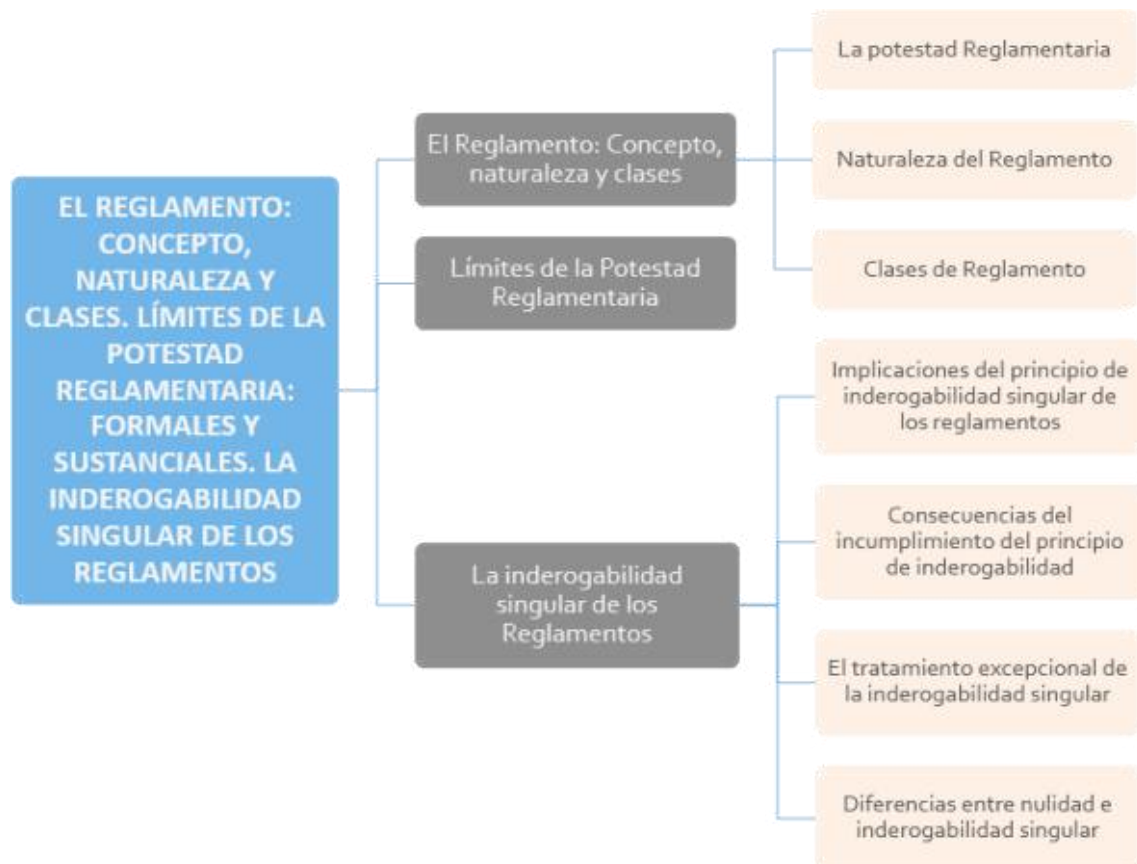 EL REGLAMENTO:
CONCEPTO,
NATURALEZA Y
CLASES. LÍMITES DE LA
POTESTAD
REGLAMENTARIA:
FORMALES Y
SUSTANCIALES. LA
INDEROGABILIDAD
SINGULAR DE LOS
REGLAMENTOS
El Reglamento: Concepto,
naturaleza y clases
La potestad Reglamentaria
Naturaleza del Reglamento
Clases de Reglamento
Límites de la Potestad
Reglamentaria
La inderogabilidad
singular de los
Reglamentos
Implicaciones del principio de
inderogabilidad singular de
los reglamentos
Consecuencias del
incumplimiento del principio
de inderogabilidad
El tratamiento excepcional de
la inderogabilidad singular
Diferencias entre nulidad e
inderogabilidad singular